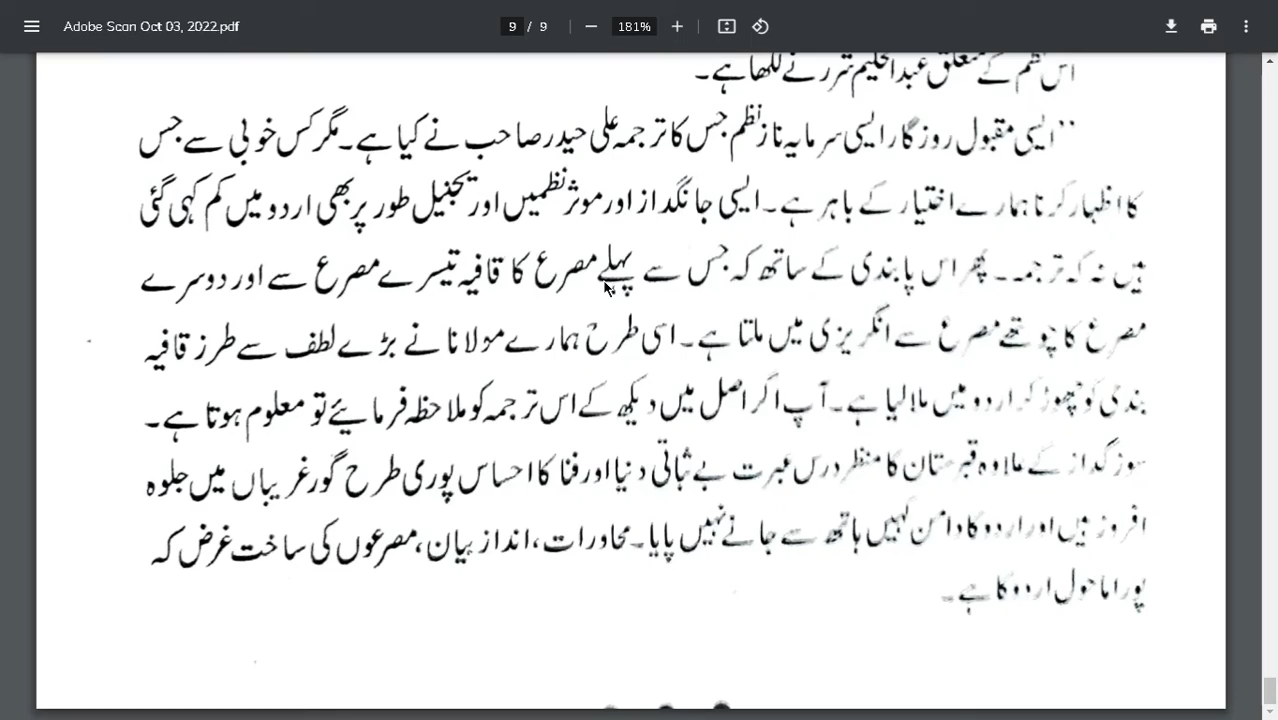 Adobe Scan Oct 03, 2022.pdf
9 / 9
181%
اس نظم کے متعلق عبدالحلیم شرر نے لکھا ہے۔
’’ایسی مقبول روزگار ایسی سرمایہ ناز نظم جس کا ترجمہ علی حیدر صاحب نے کیا ہے۔ مگر کس خوبی سے جس
کا اظہار کرنا ہمارے اختیار کے باہر ہے۔ ایسی جانگداز اور موثر نظمیں اور یجنیل طور پر بھی اردو میں کم کہی گئی
ہیں نہ کہ ترجمہ۔ پھر اس پابندی کے ساتھ کہ جس سے پہلے مصرع کا قافیہ تیسرے مصرع سے اور دوسرے
مصرع کا چوتھے مصرع سے انگریزی میں ملتا ہے۔ اسی طرح ہمارے مولانا نے بڑے لطف سے طرز قافیہ
بندی کو چھوڑ کر اردو میں ملا لیا ہے۔ آپ اگر اصل میں دیکھ کے اس ترجمہ کو ملاحظہ فرمایئے تو معلوم ہوتا ہے۔
سوز گداز کے علاوہ قبرستان کا منظر درس عبرت بے ثباتی دنیا اور فنا کا احساس پوری طرح گور غریباں میں جلوہ
افروز ہیں اور اردو کا دامن کہیں ہاتھ سے جانے نہیں پایا۔ محاورات، انداز بیان، مصرعوں کی ساخت غرض کہ
پورا ماحول اردو کا ہے۔